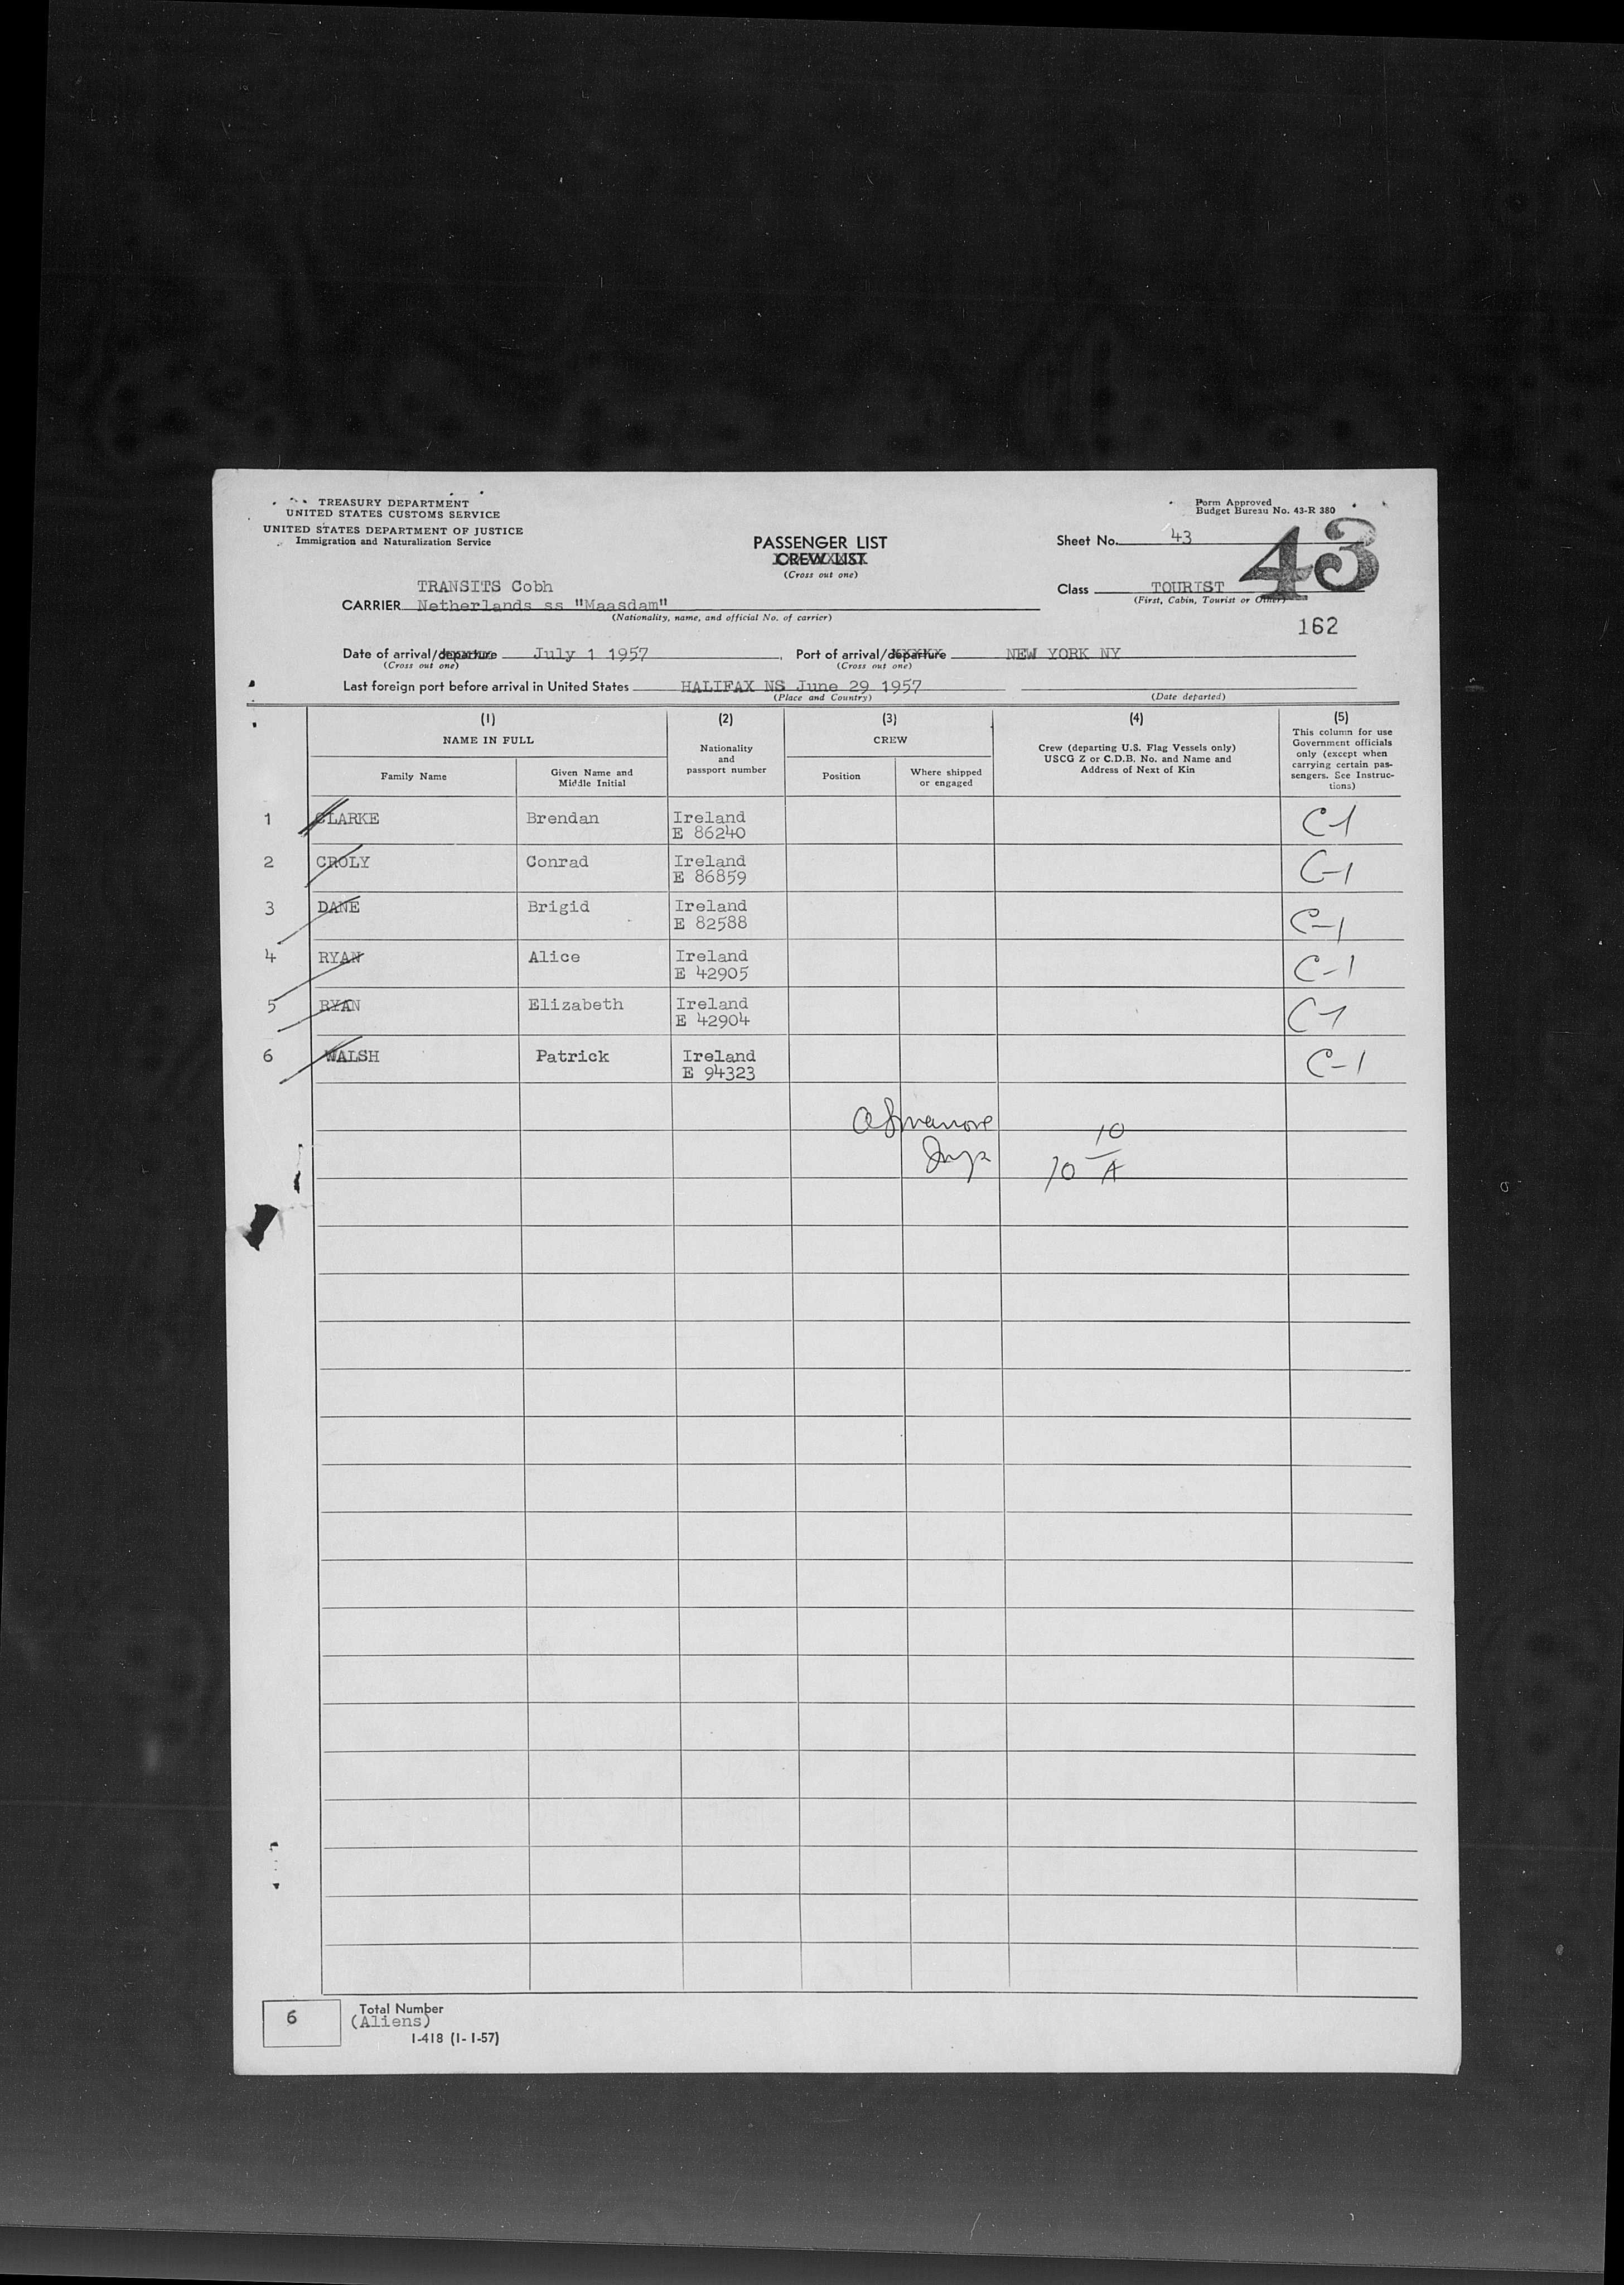 TREASURY DEPARTMENT
UNITED STATES CUSTOMS SERVICE
UNITED STATES DEPARTMENT OF JUSTICE
Immigration and Naturalization Service
Form Approved
Budget Bureau No. 43-R 380
PASSENGER LIST
CREW LIST
(Cross out one)
Sheet No. 43
43
TRANSITS Cobh
CARRIER Netherlands ss "Maasdam"
(Nationality, name, and official No. of carrier)
Class TOURIST
(First, Cabin, Tourist or Other)
162
Date of arrival/departure July 1 1957, Port of arrival/departure NEW YORK NY
(Cross out one) (Cross out one)
Last foreign port before arrival in United States HALIFAX NS June 29 1957
(Place and Country) (Date departed)
(1) (2) (3) (4) (5)
NAME IN FULL
Family Name
Given Name and
Middle Initial
Nationality
and
passport number
CREW
Position
Where shipped
or engaged
Crew (departing U.S. Flag Vessels only)
USCG Z or C.D.B. No. and Name and
Address of Next of Kin
This column for use
Government officials
only (except when
carrying certain pas-
sengers. See Instruc-
tions)
1 CLARKE Brendan Ireland C-1
E 86240
2 CROLY Conrad Ireland C-1
E 86859
3 DANE Brigid Ireland C-1
E 82588
4 RYAN Alice Ireland C-1
E 42905
5 RYAN Elizabeth Ireland C-1
E 42904
6 WALSH Patrick Ireland C-1
E 94323
10
10 A
6 Total Number
(Aliens)
I-418 (1-1-57)